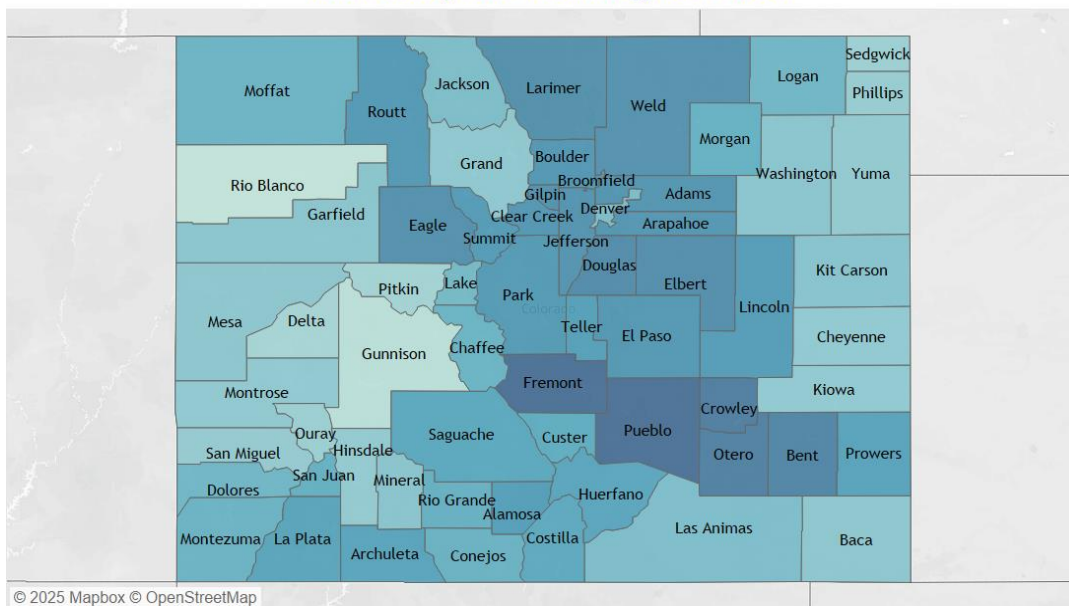 Sedgwick
Logan
Jackson
Larimer
Moffat
Phillips
Weld
Routt
Morgan
Boulder
Grand
Washington
Yuma
Broomfield
Rio Blanco
Gilpin
Adams
Denver
Garfield
Clear Creek
Arapahoe
Eagle
Summit
Jefferson
Douglas
Kit Carson
Lake
Elbert
Pitkin
Park
Lincoln
Colorado
Mesa
Delta
Teller
El Paso
Cheyenne
Chaffee
Gunnison
Fremont
Kiowa
Montrose
Crowley
Pueblo
Ouray
Saguache
Custer
Hinsdale
San Miguel
Otero
Bent
Prowers
San Juan
Mineral
Dolores
Huerfano
Rio Grande
Alamosa
Las Animas
Montezuma
La Plata
Costilla
Baca
Archuleta
Conejos
© 2025 Mapbox © OpenStreetMap